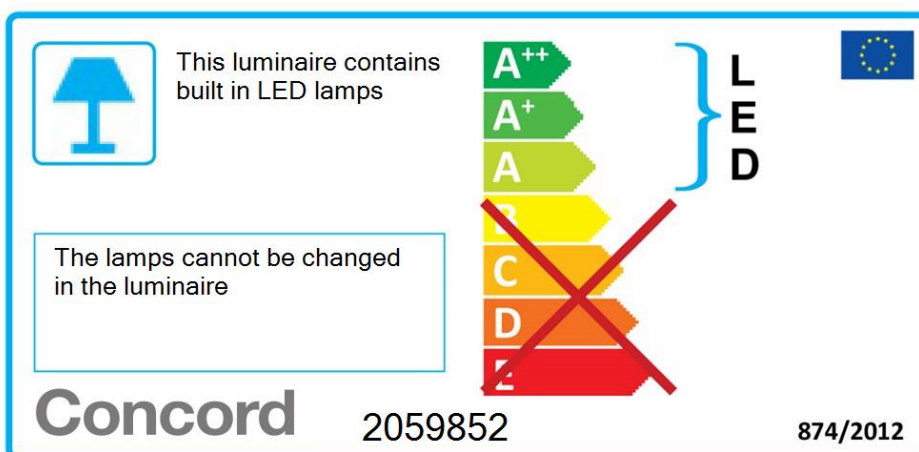 This luminaire contains
built in LED lamps
A++
A+
A
B
C
D
E
L
E
D
The lamps cannot be changed
in the luminaire
Concord
2059852
874/2012